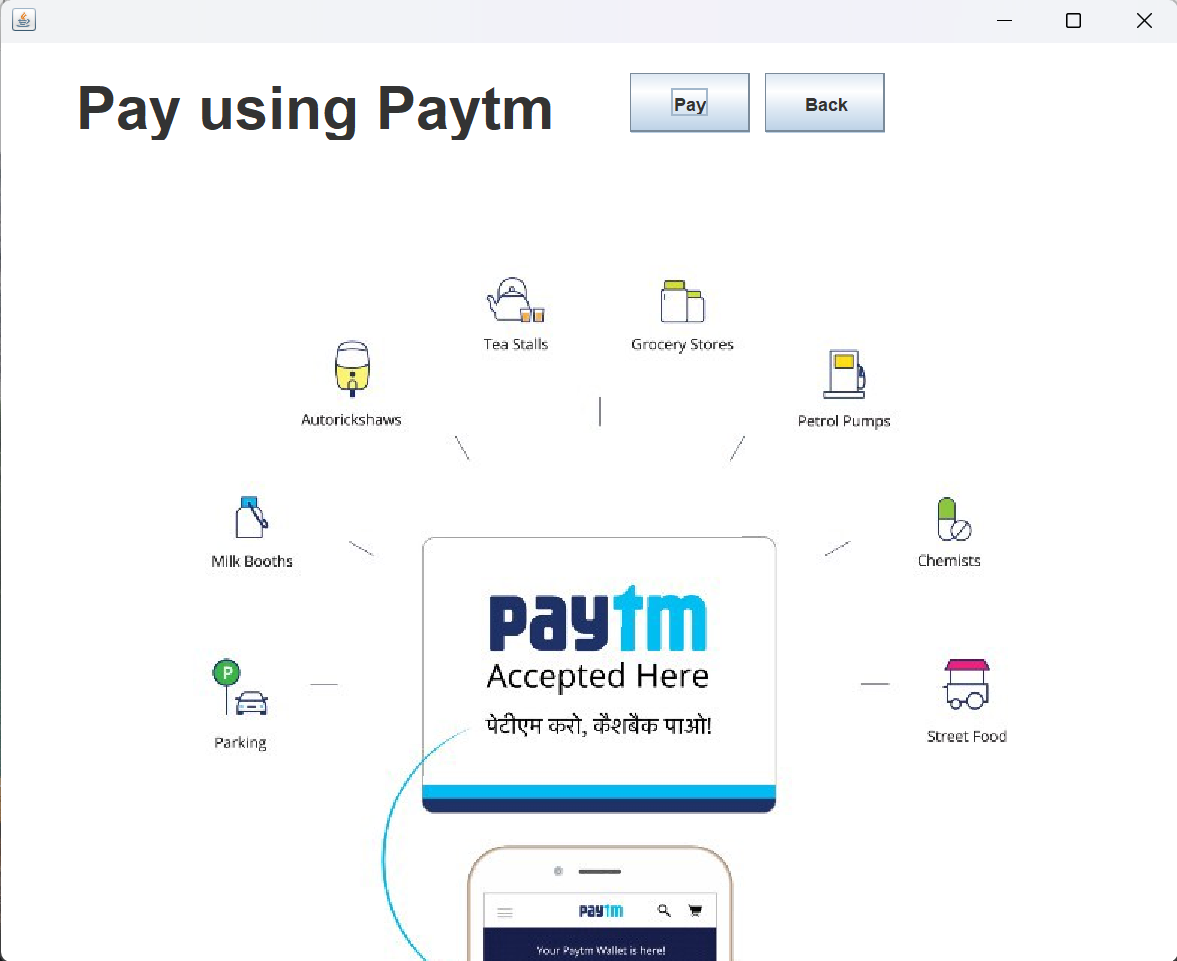 Pay using Paytm
Pay
Back
Tea Stalls
Grocery Stores
Autorickshaws
Petrol Pumps
Milk Booths
Chemists
paytm
Accepted Here
पेटीएम करो, कैशबैक पाओ!
P
Parking
Street Food
paytm
Your Paytm Wallet is here!